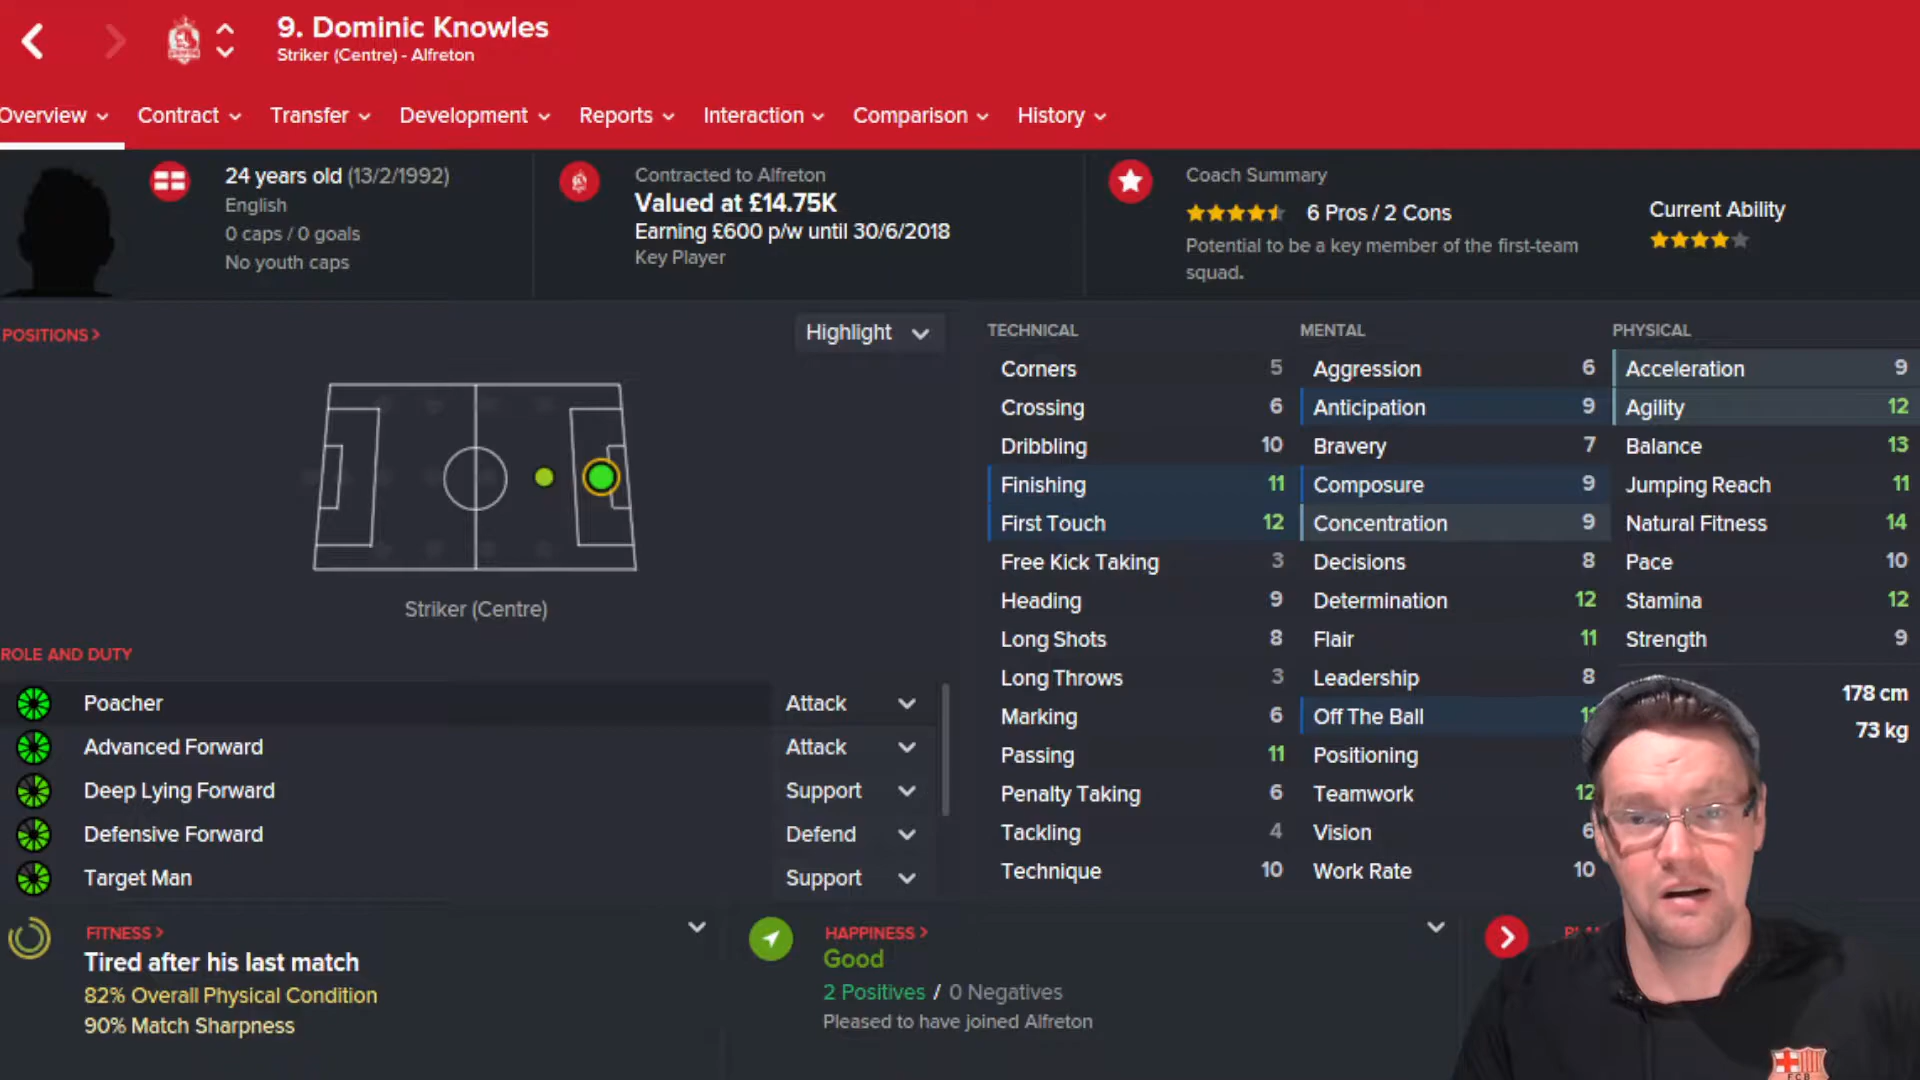 9. Dominic Knowles
Striker (Centre) - Alfreton
Overview
Contract
Transfer
Development
Reports
Interaction
Comparison
History
24 years old (13/2/1992)
English
0 caps / 0 goals
No youth caps
Contracted to Alfreton
Valued at £14.75K
Earning £600 p/w until 30/6/2018
Key Player
Coach Summary
6 Pros / 2 Cons
Potential to be a key member of the first-team
squad.
Current Ability
POSITIONS >
Highlight
Striker (Centre)
ROLE AND DUTY
Poacher Attack
Advanced Forward Attack
Deep Lying Forward Support
Defensive Forward Defend
Target Man Support
TECHNICAL
Corners 5
Crossing 6
Dribbling 10
Finishing 11
First Touch 12
Free Kick Taking 3
Heading 9
Long Shots 8
Long Throws 3
Marking 6
Passing 11
Penalty Taking 6
Tackling 4
Technique 10
MENTAL
Aggression 6
Anticipation 9
Bravery 7
Composure 9
Concentration 9
Decisions 8
Determination 12
Flair 11
Leadership 8
Off The Ball
Positioning
Teamwork 12
Vision 6
Work Rate 10
PHYSICAL
Acceleration 9
Agility 12
Balance 13
Jumping Reach 11
Natural Fitness 14
Pace 10
Stamina 12
Strength 9
178 cm
73 kg
FITNESS >
Tired after his last match
82% Overall Physical Condition
90% Match Sharpness
HAPPINESS >
Good
2 Positives / 0 Negatives
Pleased to have joined Alfreton
FCB